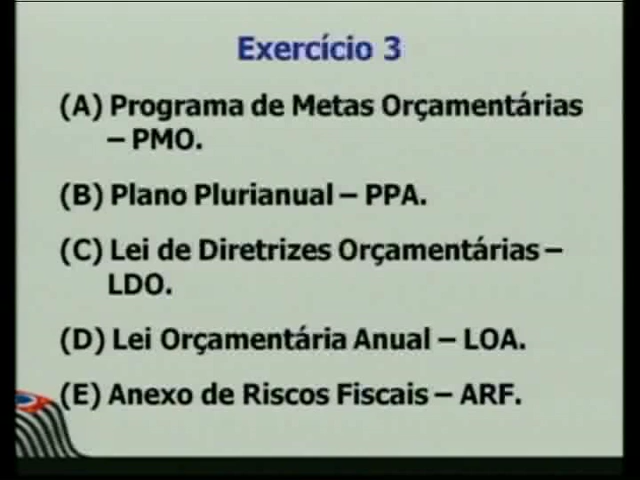 Exercício 3
(A) Programa de Metas Orçamentárias
– PMO.
(B) Plano Plurianual – PPA.
(C) Lei de Diretrizes Orçamentárias –
LDO.
(D) Lei Orçamentária Anual – LOA.
(E) Anexo de Riscos Fiscais – ARF.